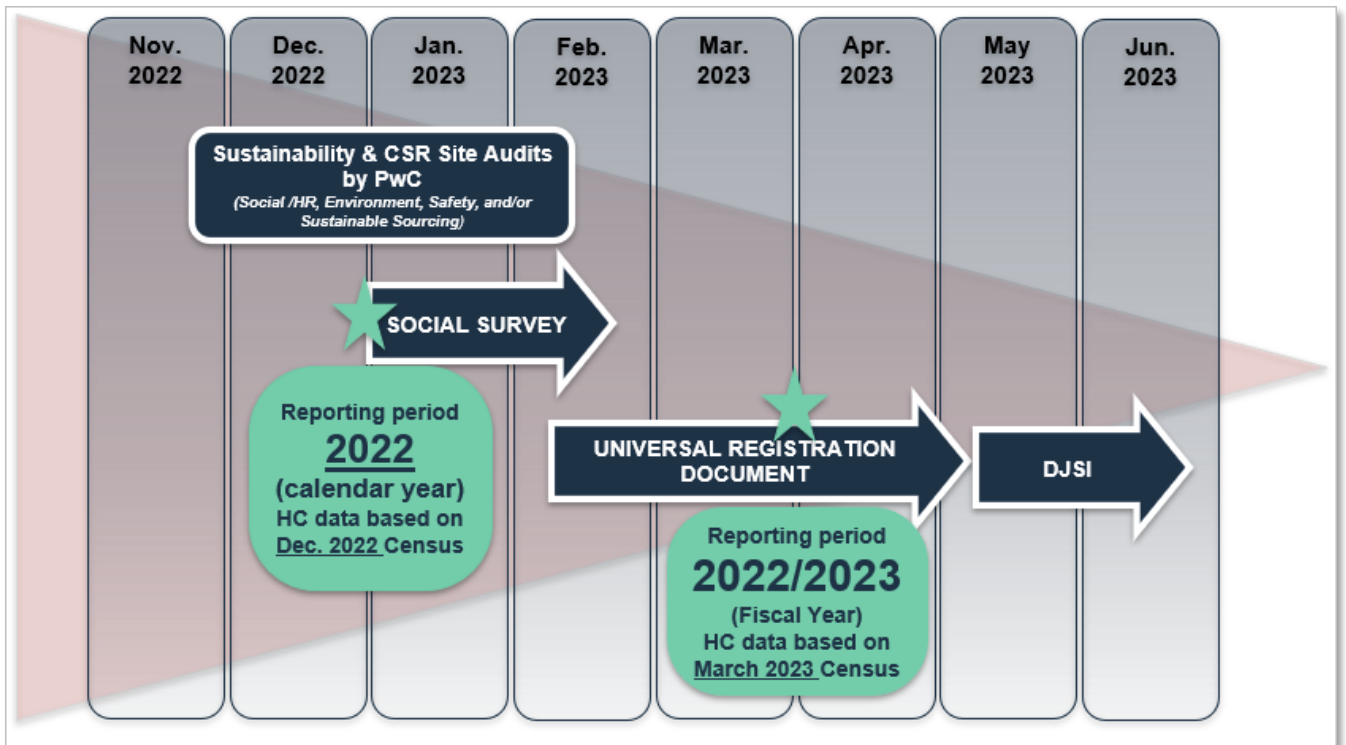 Nov.
2022
Dec.
2022
Jan.
2023
Feb.
2023
Mar.
2023
Apr.
2023
May
2023
Jun.
2023
Sustainability & CSR Site Audits
by PwC
(Social /HR, Environment, Safety, and/or
Sustainable Sourcing)
SOCIAL SURVEY
Reporting period
2022
(calendar year)
HC data based on
Dec. 2022 Census
UNIVERSAL REGISTRATION
DOCUMENT
DJSI
Reporting period
2022/2023
(Fiscal Year)
HC data based on
March 2023 Census